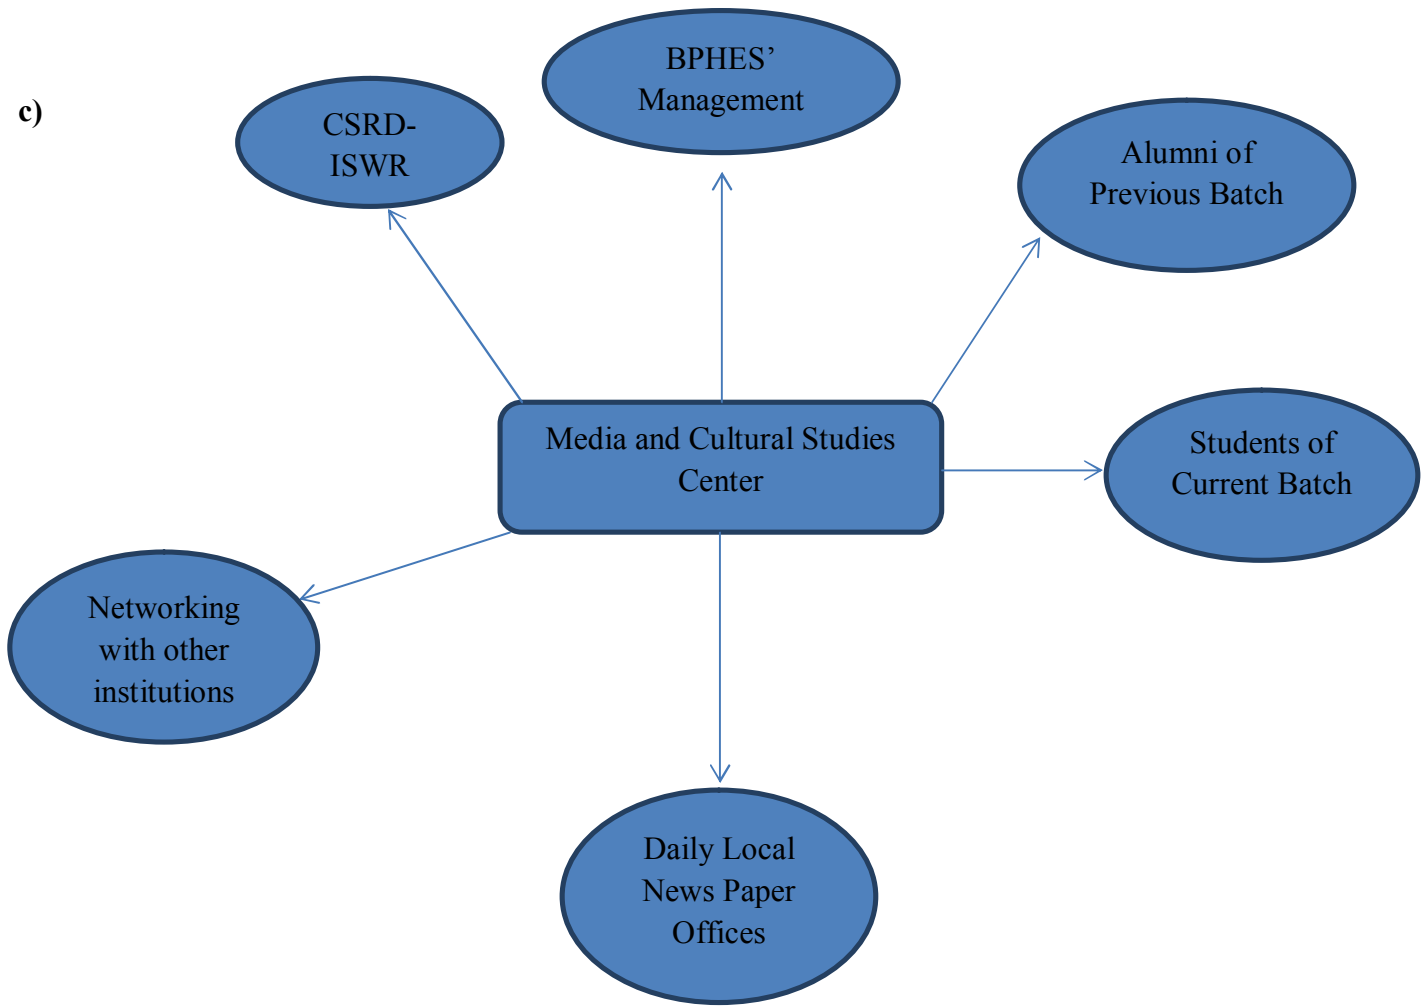 c)
CSRD-
ISWR
BPHES’
Management
Alumni of
Previous Batch
Media and Cultural Studies
Center
Students of
Current Batch
Networking
with other
institutions
Daily Local
News Paper
Offices